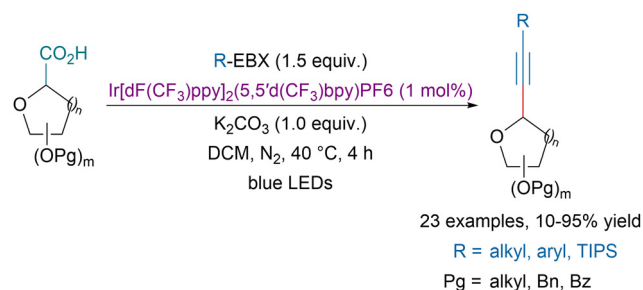 CO2H
O
( )n
(OPg)m
R-EBX (1.5 equiv.)
Ir[dF(CF3)ppy]2(5,5'd(CF3)bpy)PF6 (1 mol%)
K2CO3 (1.0 equiv.)
DCM, N2, 40 °C, 4 h
blue LEDs
R
O
( )n
(OPg)m
23 examples, 10-95% yield
R = alkyl, aryl, TIPS
Pg = alkyl, Bn, Bz